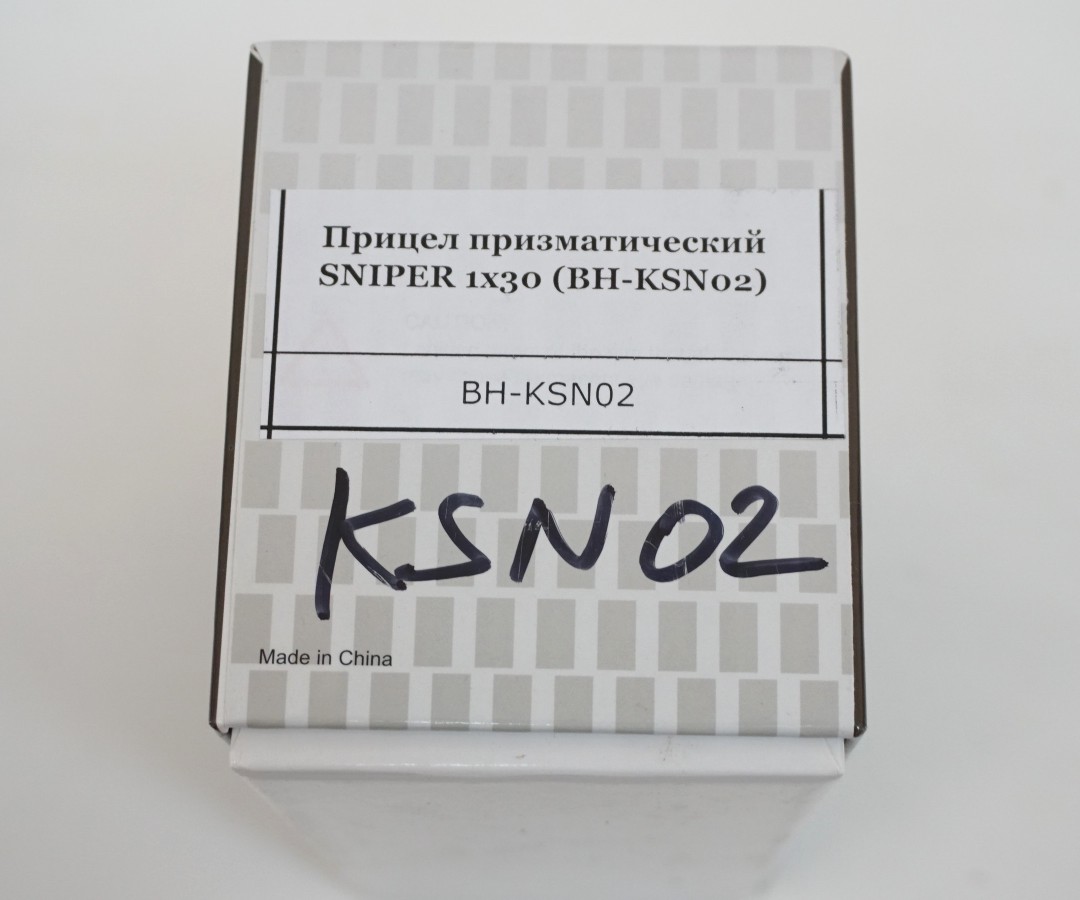 Прицел призматический
SNIPER 1x30 (BH-KSN02)
BH-KSN02
KSN02
Made in China